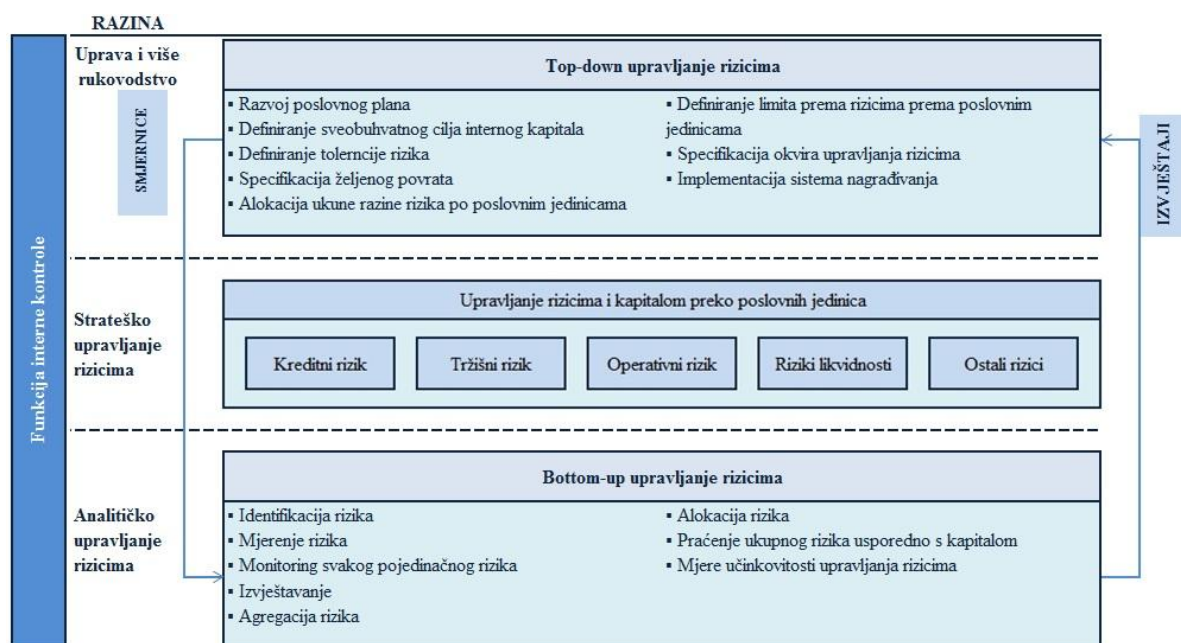 RAZINA
Uprava i više
rukovodstvo
SMJERNICE
Funkcija interne kontrole
Top-down upravljanje rizicima
▪ Razvoj poslovnog plana
▪ Definiranje sveobuhvatnog cilja internog kapitala
▪ Definiranje tolerncije rizika
▪ Specifikacija željenog povrata
▪ Alokacija ukune razine rizika po poslovnim jedinicama
▪ Definiranje limita prema rizicima prema poslovnim
jedinicama
▪ Specifikacija okvira upravljanja rizicima
▪ Implementacija sistema nagrađivanja
IZVJEŠTAJI
Strateško
upravljanje
rizicima
Upravljanje rizicima i kapitalom preko poslovnih jedinica
Kreditni rizik
Tržišni rizik
Operativni rizik
Riziki likvidnosti
Ostali rizici
Analitičko
upravljanje
rizicima
Bottom-up upravljanje rizicima
▪ Identifikacija rizika
▪ Mjerenje rizika
▪ Monitoring svakog pojedinačnog rizika
▪ Izvještavanje
▪ Agregacija rizika
▪ Alokacija rizika
▪ Praćenje ukupnog rizika usporedno s kapitalom
▪ Mjere učinkovitosti upravljanja rizicima